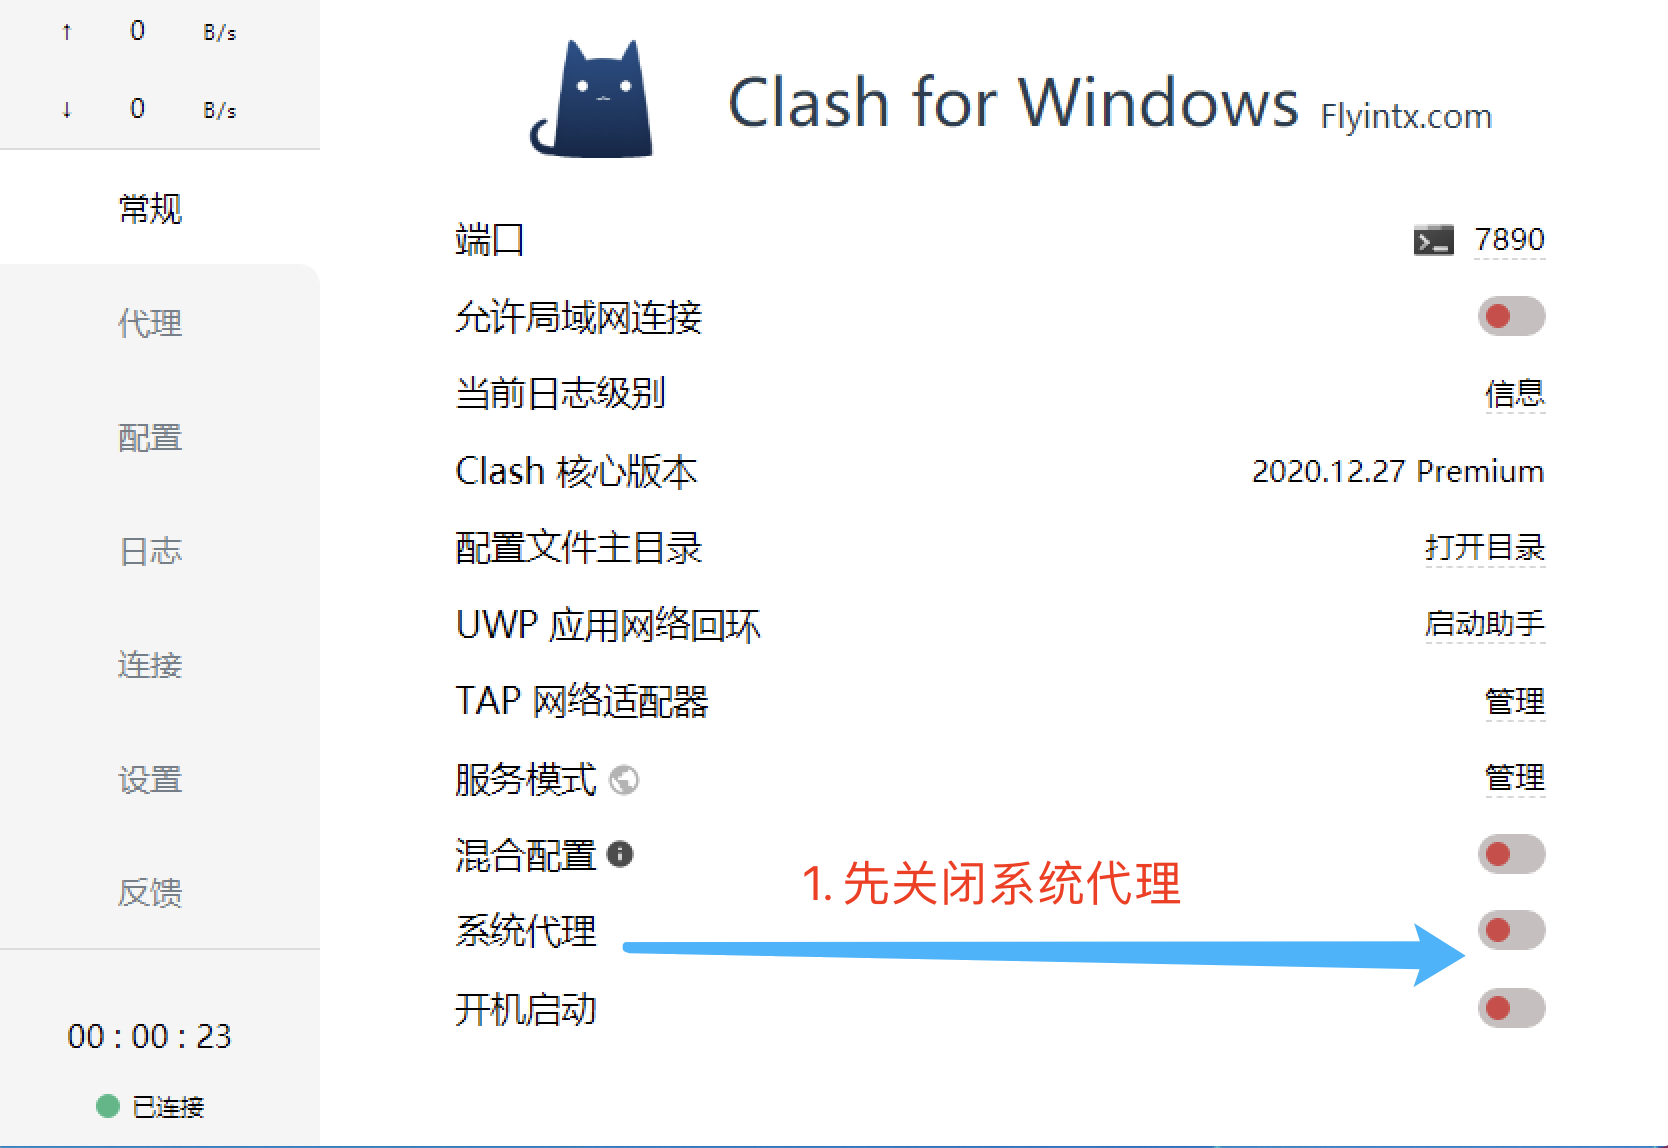 ↑ 0 B/s
↓ 0 B/s
常规
代理
配置
日志
连接
设置
反馈
00 : 00 : 23
已连接
Clash for Windows Flyintx.com
端口 7890
允许局域网连接
当前日志级别 信息
Clash 核心版本 2020.12.27 Premium
配置文件主目录 打开目录
UWP 应用网络回环 启动助手
TAP 网络适配器 管理
服务模式 管理
混合配置
1. 先关闭系统代理
系统代理
开机启动